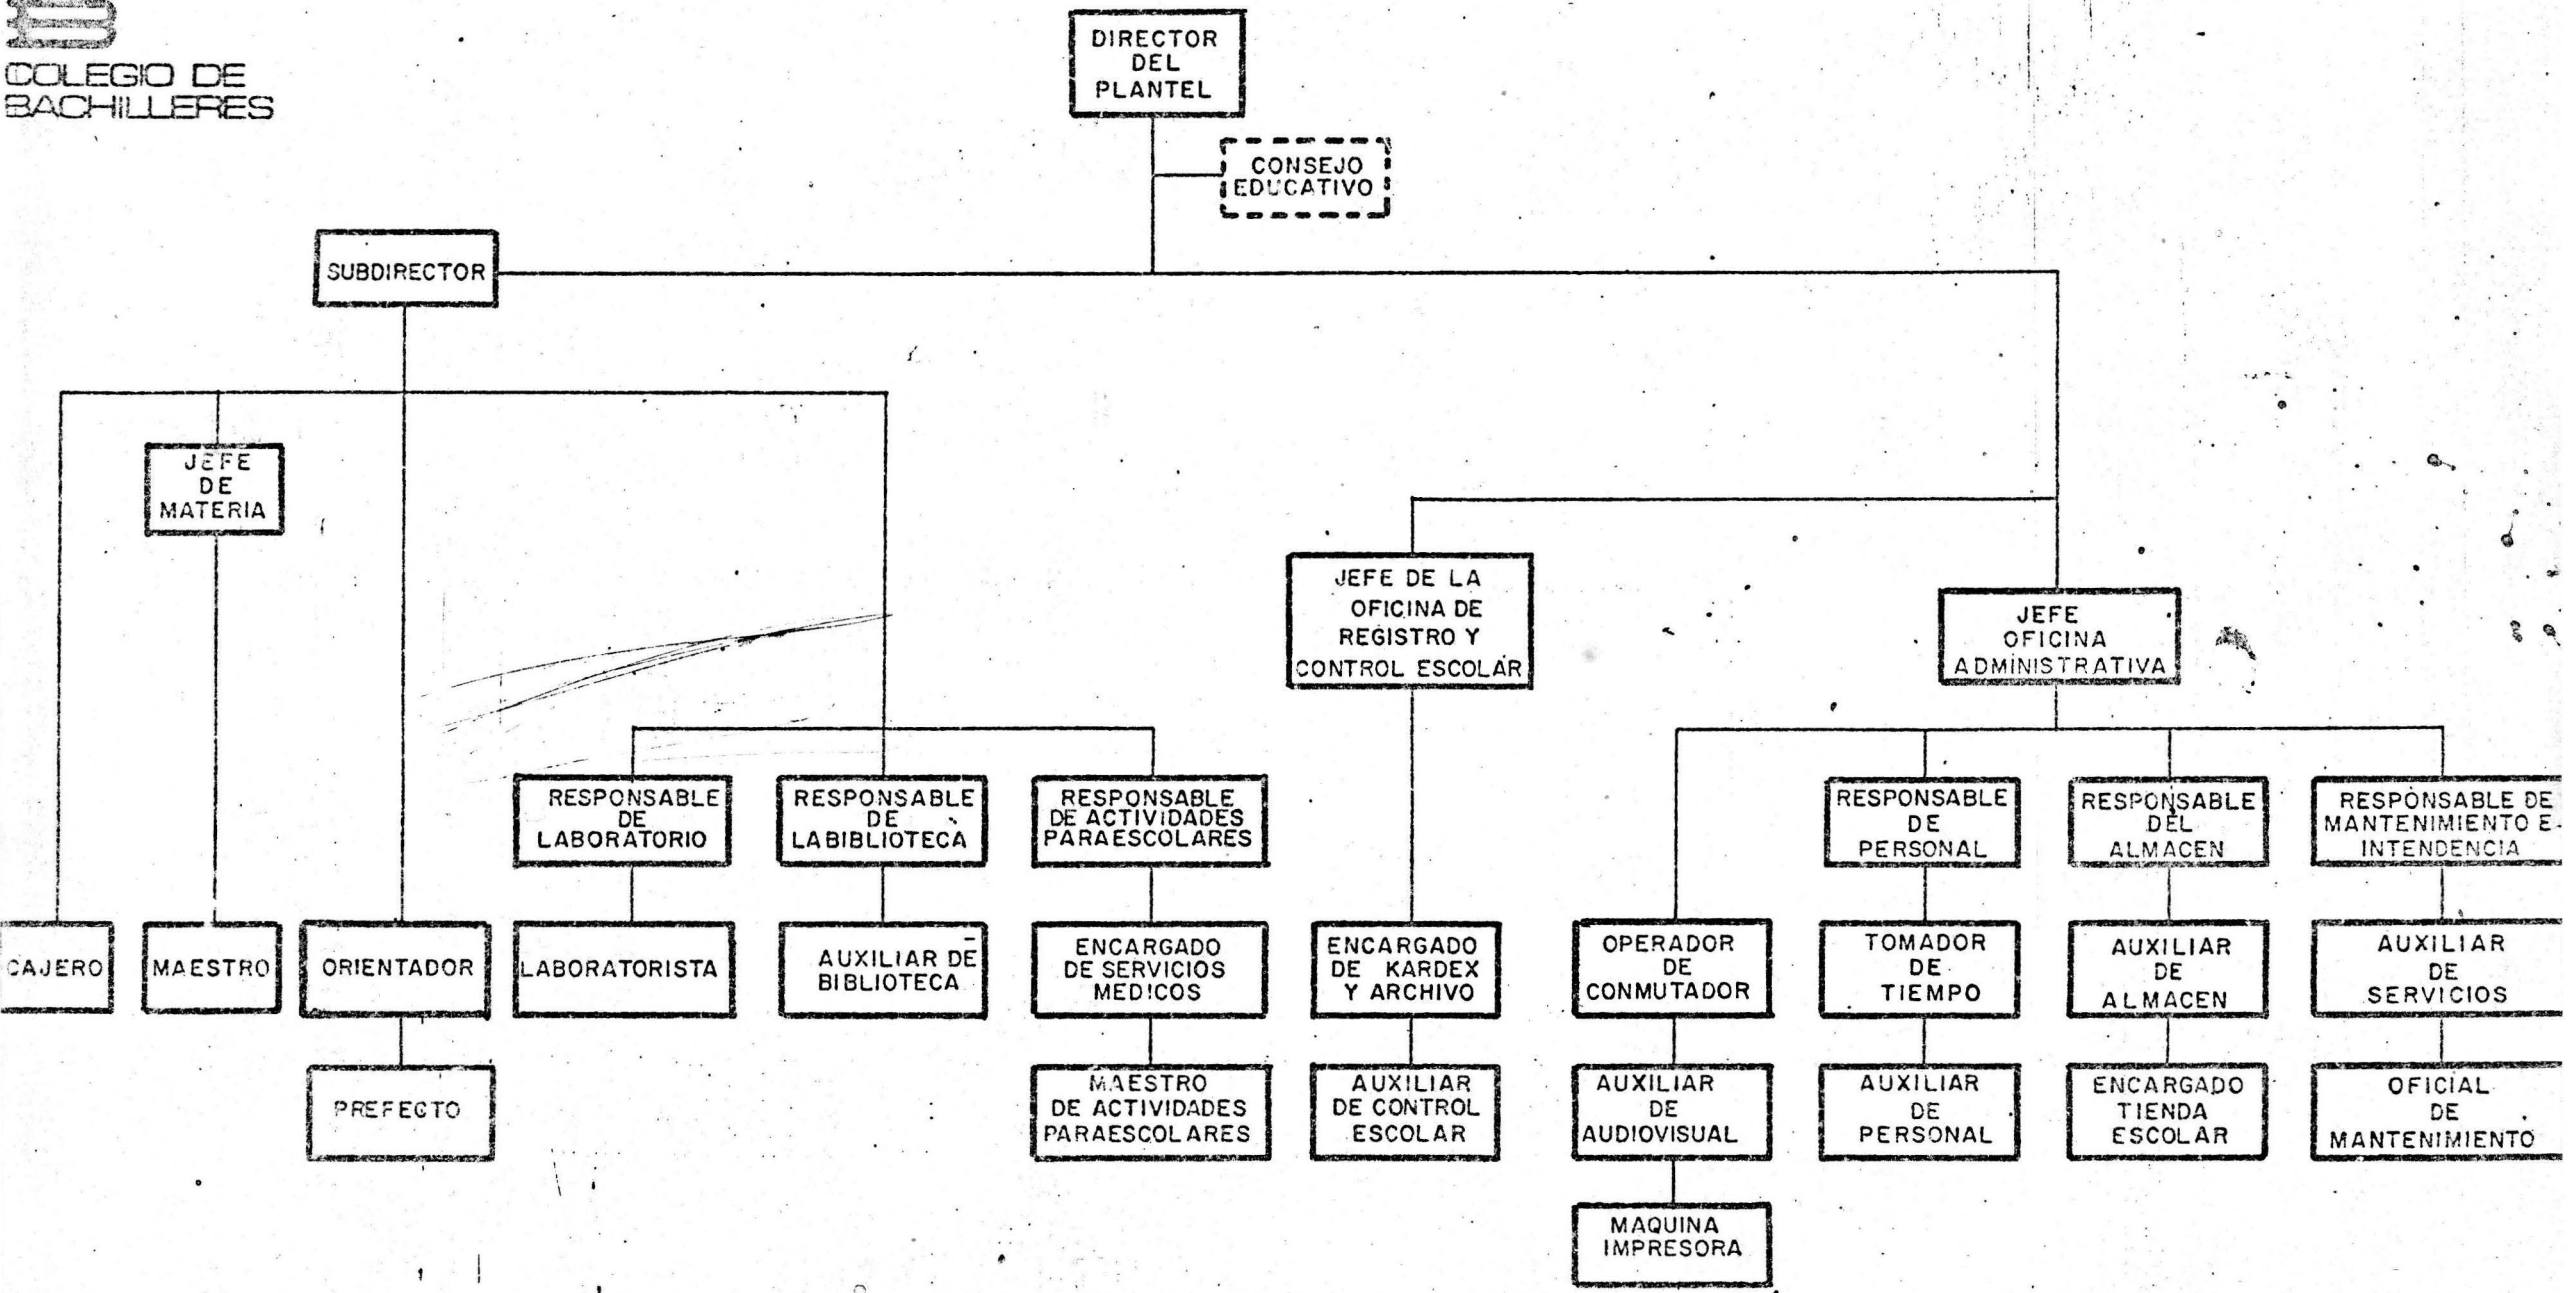 COLEGIO DE
BACHILLERES
DIRECTOR
DEL
PLANTEL
CONSEJO
EDUCATIVO
SUBDIRECTOR
JEFE
DE
MATERIA
JEFE DE LA
OFICINA DE
REGISTRO Y
CONTROL ESCOLAR
JEFE
OFICINA
ADMINISTRATIVA
RESPONSABLE
DE
LABORATORIO
RESPONSABLE
DE
LABIBLIOTECA
RESPONSABLE
DE ACTIVIDADES
PARAESCOLARES
RESPONSABLE
DE
PERSONAL
RESPONSABLE
DEL
ALMACEN
RESPONSABLE DE
MANTENIMIENTO E
INTENDENCIA
CAJERO
MAESTRO
ORIENTADOR
LABORATORISTA
AUXILIAR DE
BIBLIOTECA
ENCARGADO
DE SERVICIOS
MEDICOS
ENCARGADO
DE KARDEX
Y ARCHIVO
OPERADOR
DE
CONMUTADOR
TOMADOR
DE
TIEMPO
AUXILIAR
DE
ALMACEN
AUXILIAR
DE
SERVICIOS
PREFECTO
MAESTRO
DE ACTIVIDADES
PARAESCOLARES
AUXILIAR
DE CONTROL
ESCOLAR
AUXILIAR
DE
AUDIOVISUAL
AUXILIAR
DE
PERSONAL
ENCARGADO
TIENDA
ESCOLAR
OFICIAL
DE
MANTENIMIENTO
MAQUINA
IMPRESORA